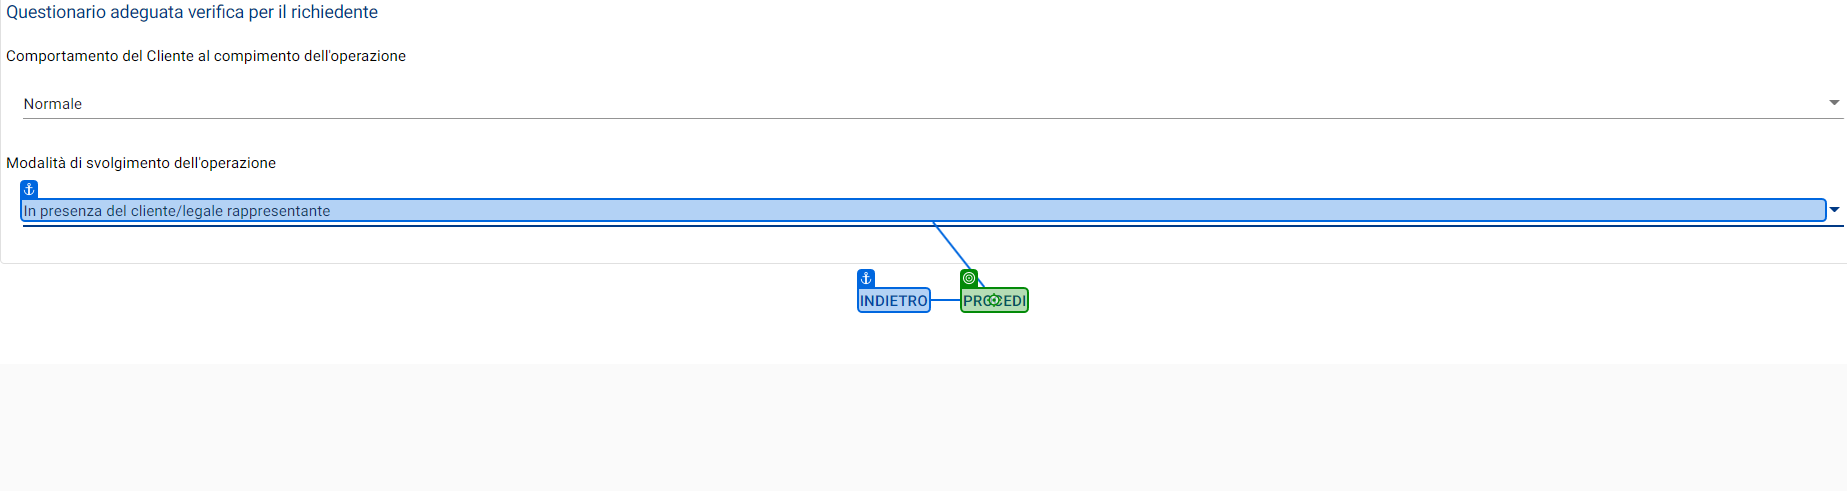 Questionario adeguata verifica per il richiedente
Comportamento del Cliente al compimento dell'operazione
Normale
Modalità di svolgimento dell'operazione
In presenza del cliente/legale rappresentante
INDIETRO PROCEDI